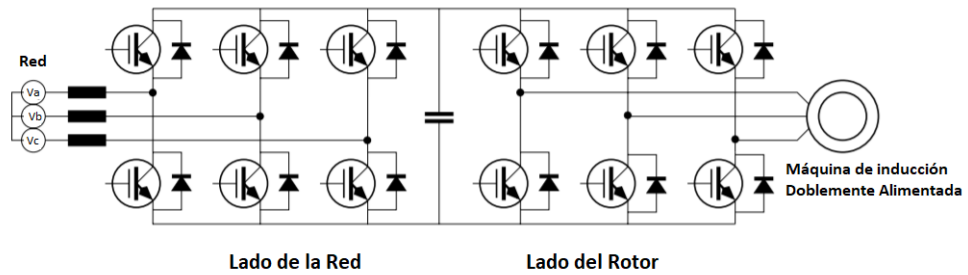 Red
Va
Vb
Vc
Máquina de inducción
Doblemente Alimentada
Lado de la Red
Lado del Rotor